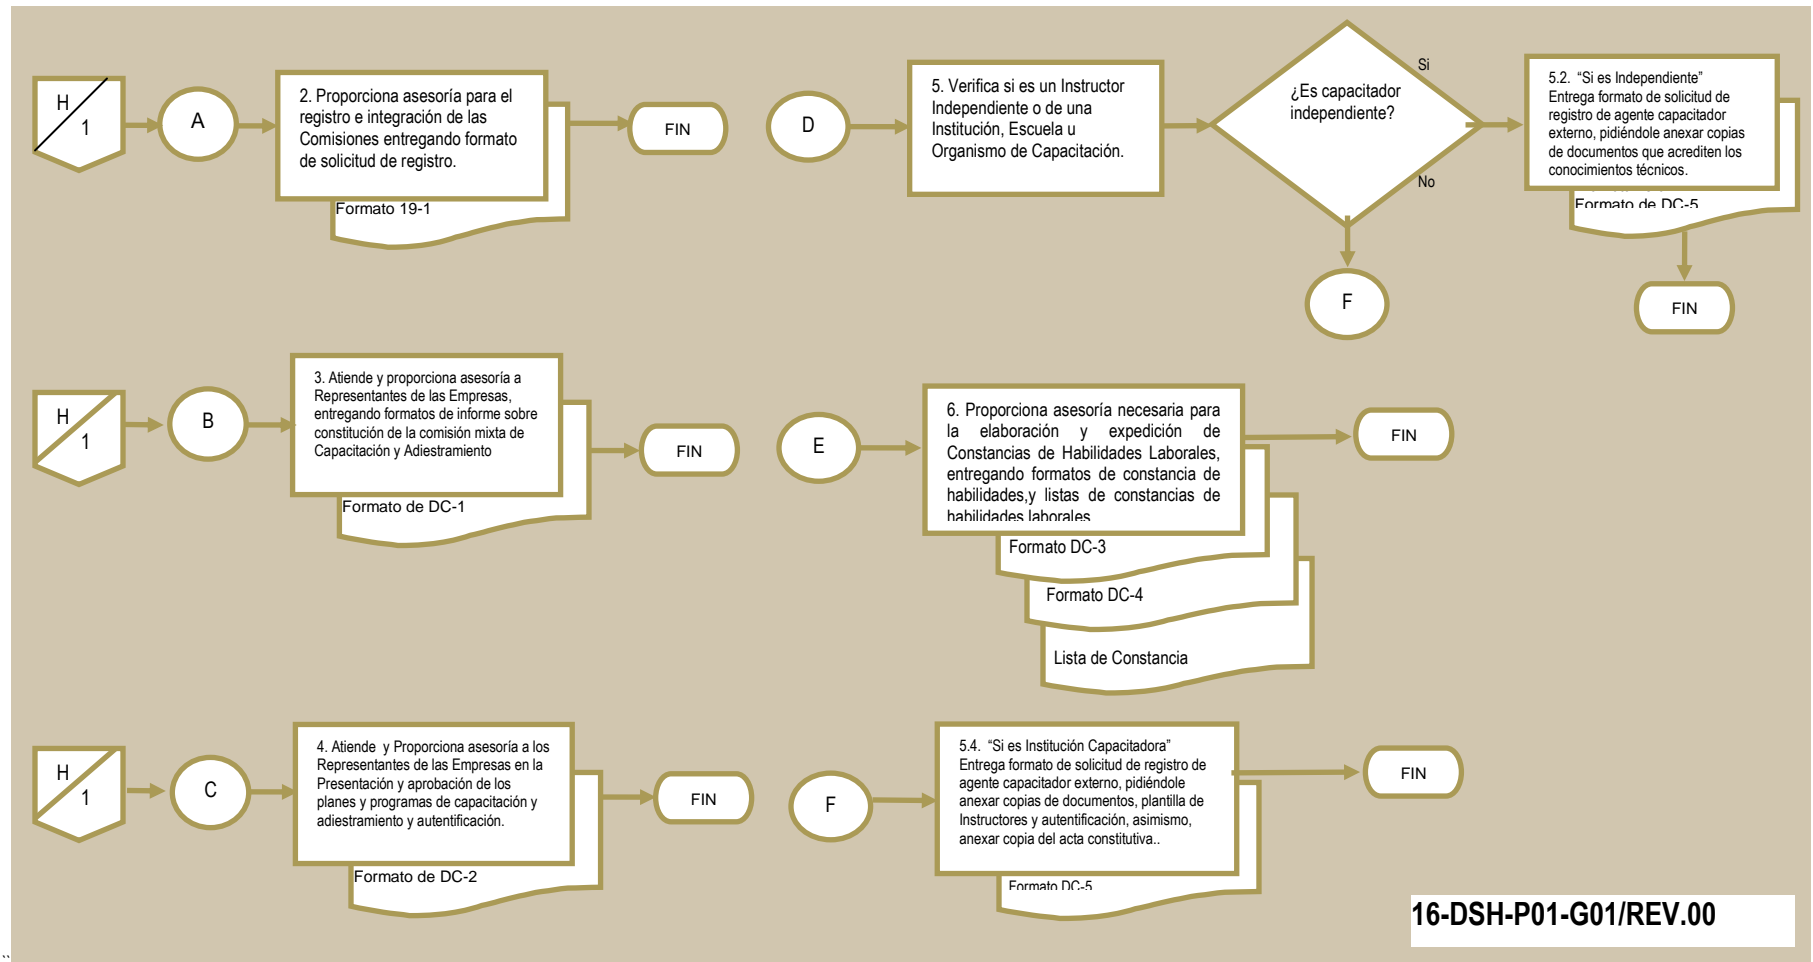 H
1
A
2. Proporciona asesoría para el
registro e integración de las
Comisiones entregando formato
de solicitud de registro.
Formato 19-1
FIN
D
5. Verifica si es un Instructor
Independiente o de una
Institución, Escuela u
Organismo de Capacitación.
¿Es capacitador
independiente?
Si
No
F
5.2. “Si es Independiente”
Entrega formato de solicitud de
registro de agente capacitador
externo, pidiéndole anexar copias
de documentos que acrediten los
conocimientos técnicos.
Formato de DC-5
FIN
H
1
B
3. Atiende y proporciona asesoría a
Representantes de las Empresas,
entregando formatos de informe sobre
constitución de la comisión mixta de
Capacitación y Adiestramiento
Formato de DC-1
FIN
E
6. Proporciona asesoría necesaria para
la elaboración y expedición de
Constancias de Habilidades Laborales,
entregando formatos de constancia de
habilidades,y listas de constancias de
habilidades laborales
Formato DC-3
Formato DC-4
Lista de Constancia
FIN
H
1
C
4. Atiende y Proporciona asesoría a los
Representantes de las Empresas en la
Presentación y aprobación de los
planes y programas de capacitación y
adiestramiento y autentificación.
Formato de DC-2
FIN
F
5.4. “Si es Institución Capacitadora”
Entrega formato de solicitud de registro de
agente capacitador externo, pidiéndole
anexar copias de documentos, plantilla de
Instructores y autentificación, asimismo,
anexar copia del acta constitutiva..
Formato DC-5
FIN
16-DSH-P01-G01/REV.00
``